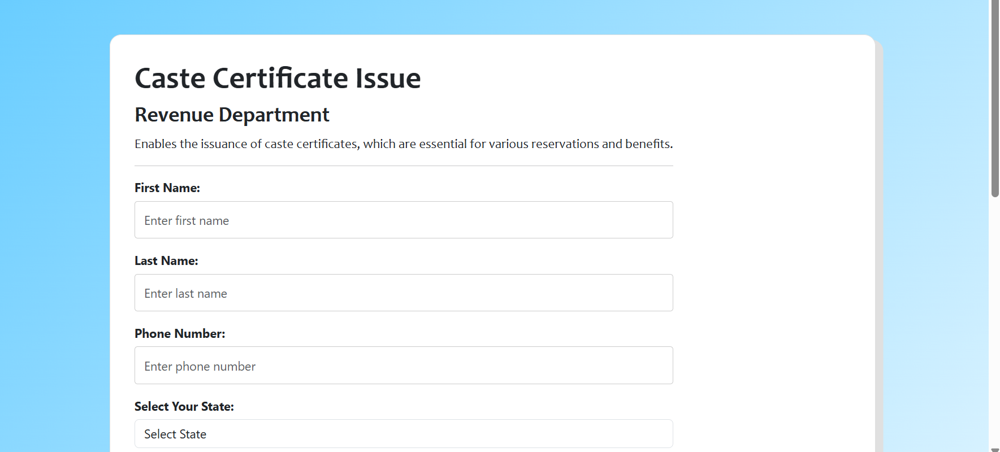 Caste Certificate Issue
Revenue Department
Enables the issuance of caste certificates, which are essential for various reservations and benefits.
First Name:
Enter first name
Last Name:
Enter last name
Phone Number:
Enter phone number
Select Your State:
Select State